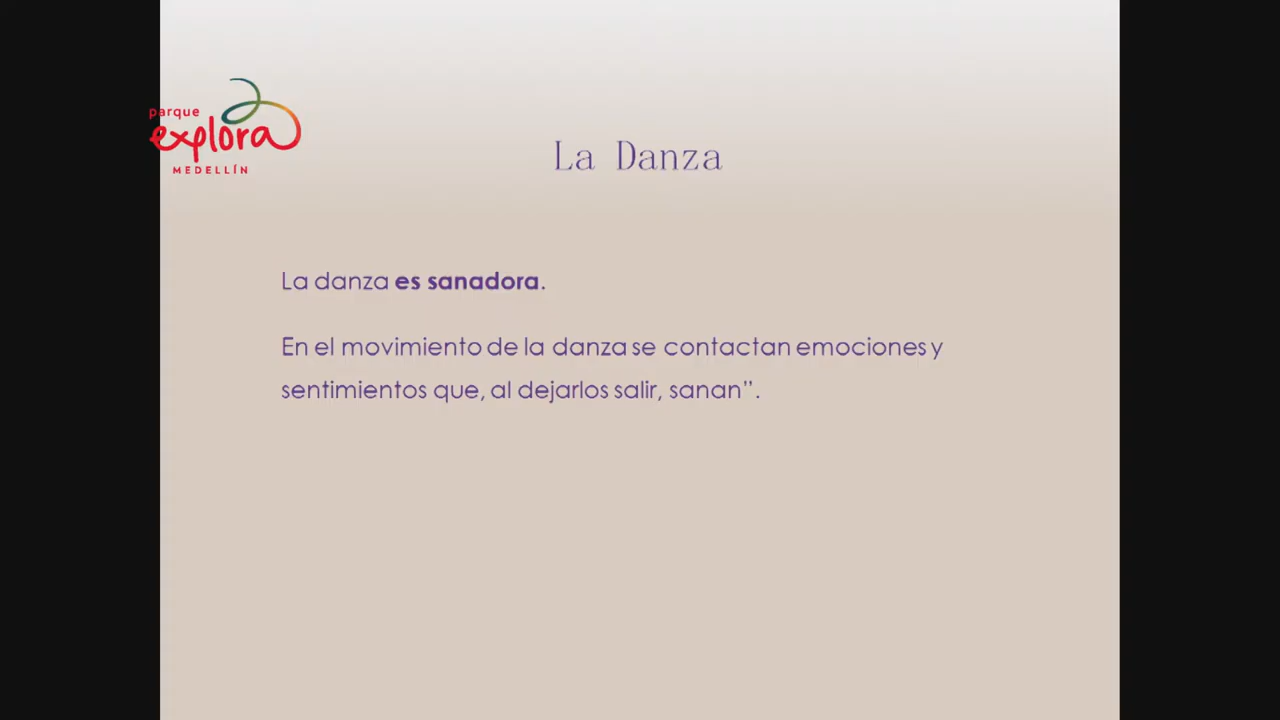 parque
explora
MEDELLÍN
La Danza
La danza es sanadora.
En el movimiento de la danza se contactan emociones y
sentimientos que, al dejarlos salir, sanan”.